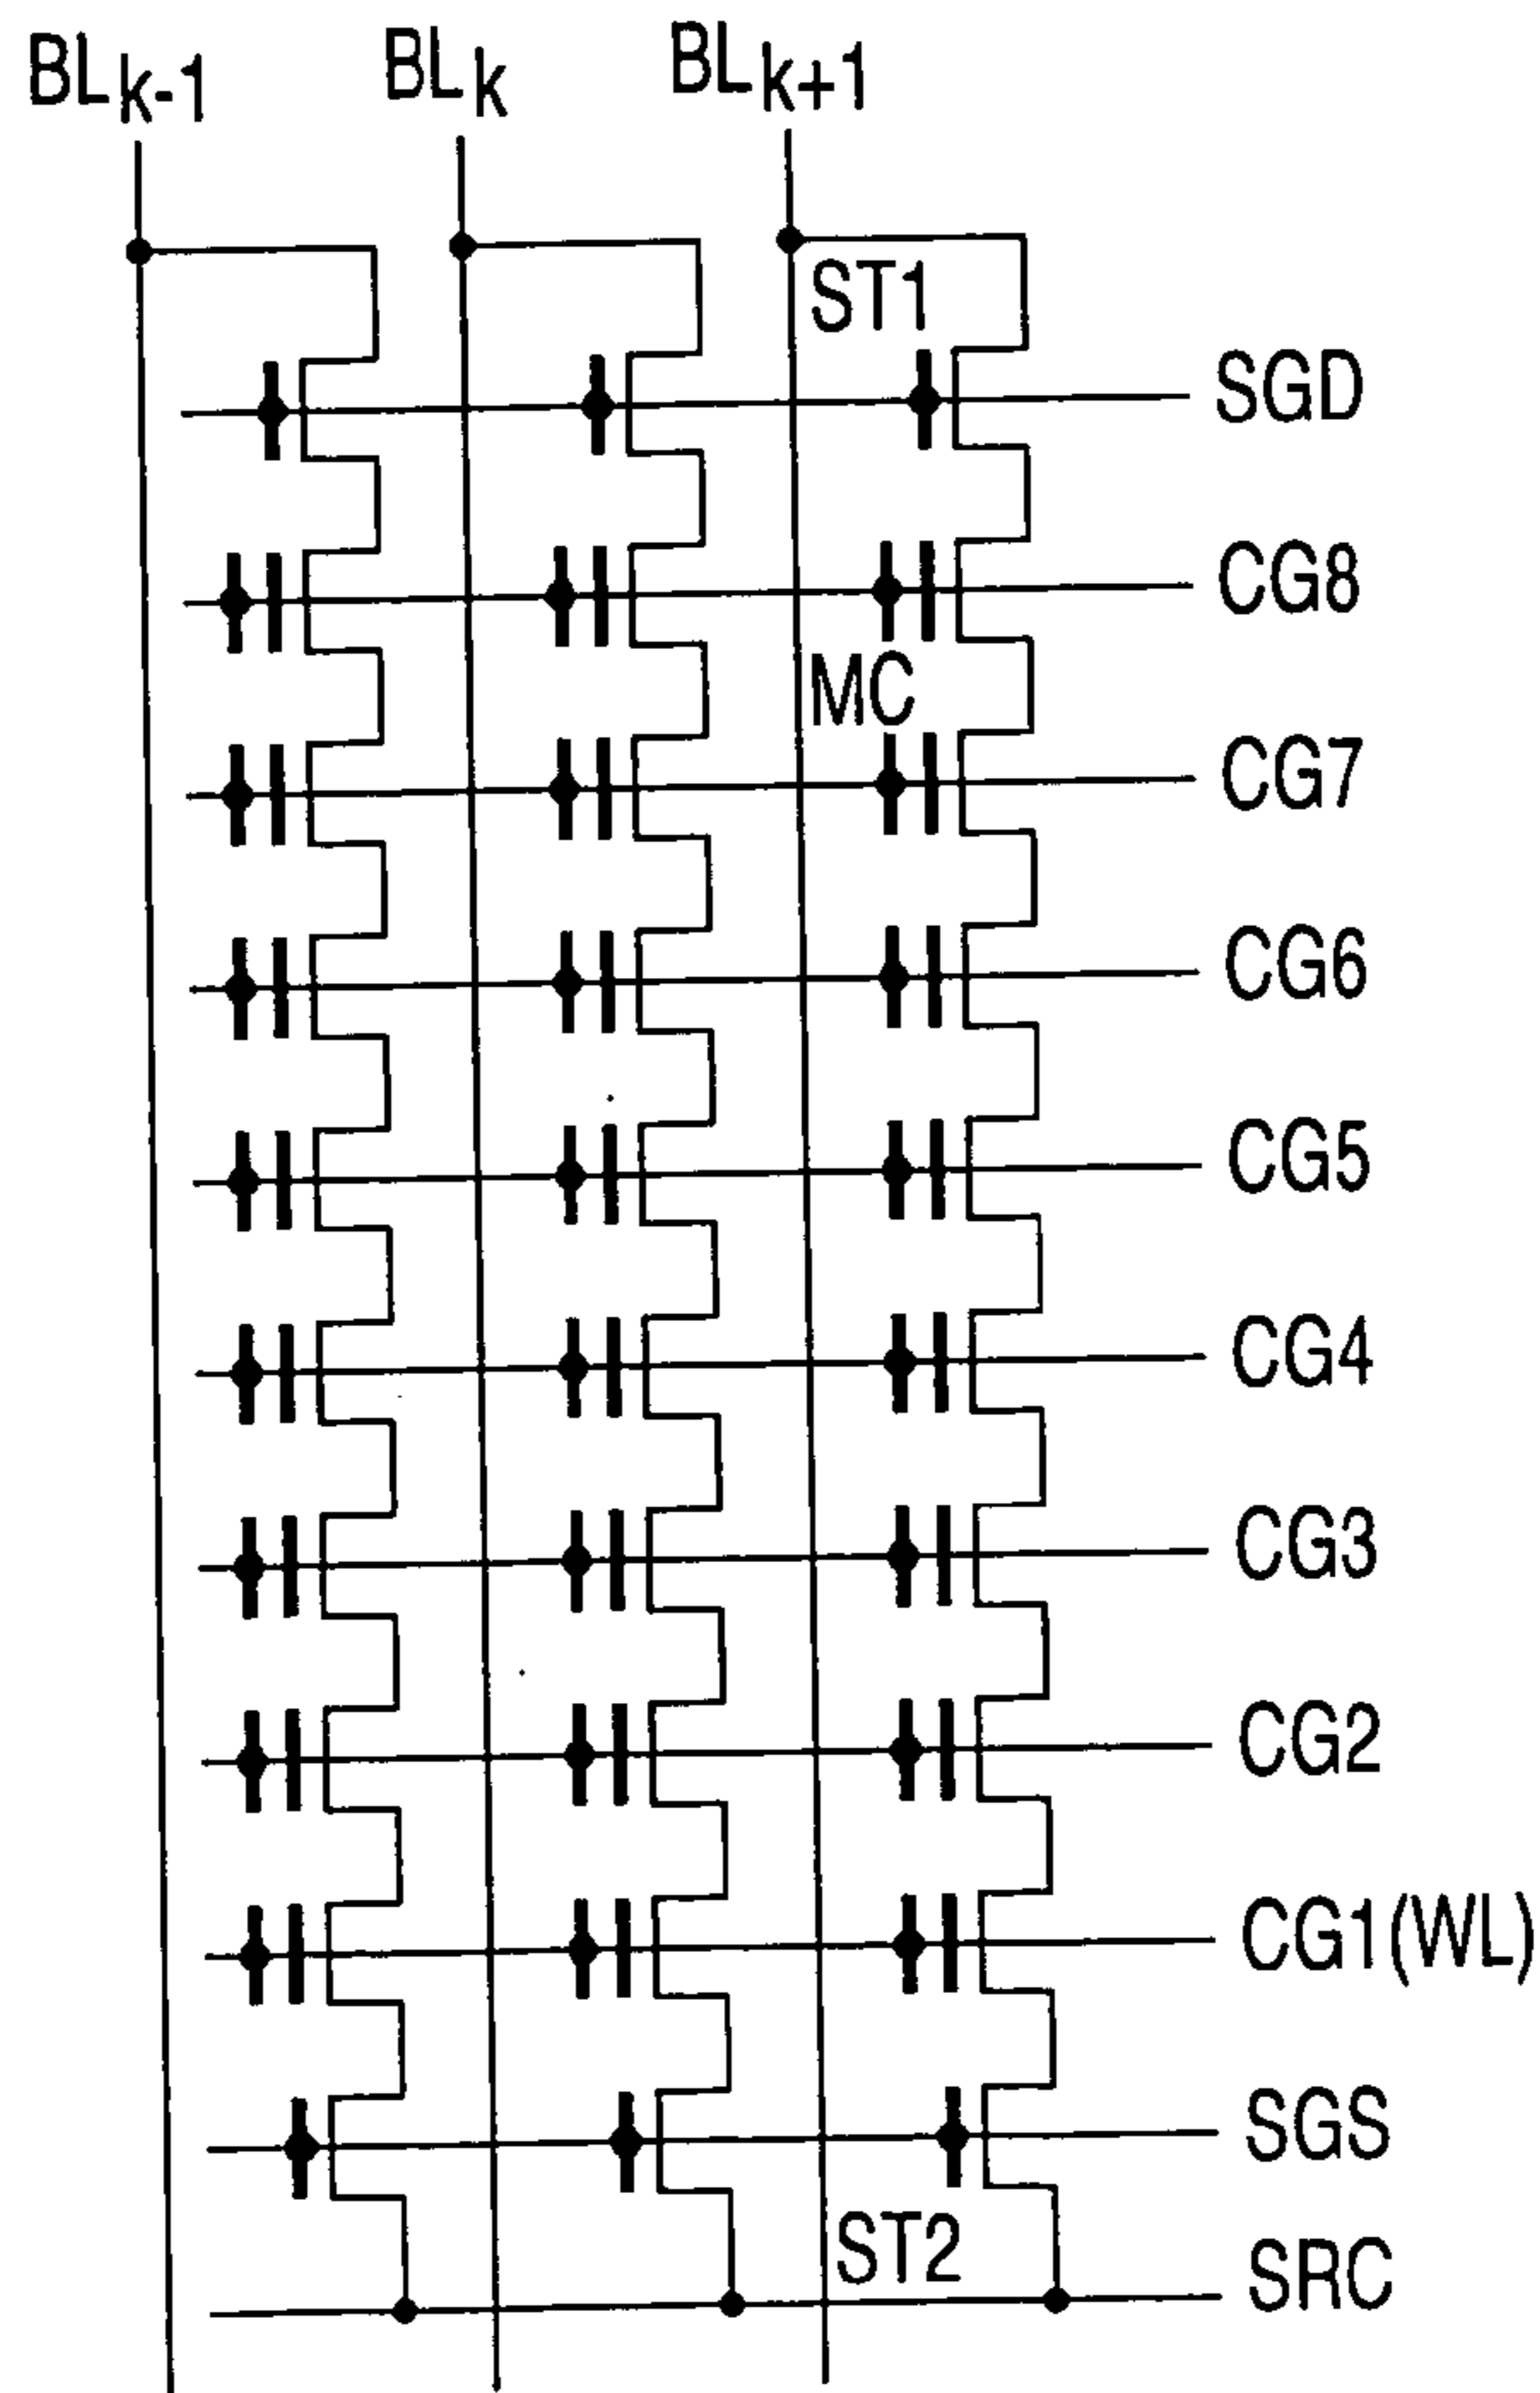 BLk-1 BLk BLk+1
ST1
SGD
CG8
MC
CG7
CG6
CG5
CG4
CG3
CG2
CG1(WL)
SGS
ST2
SRC